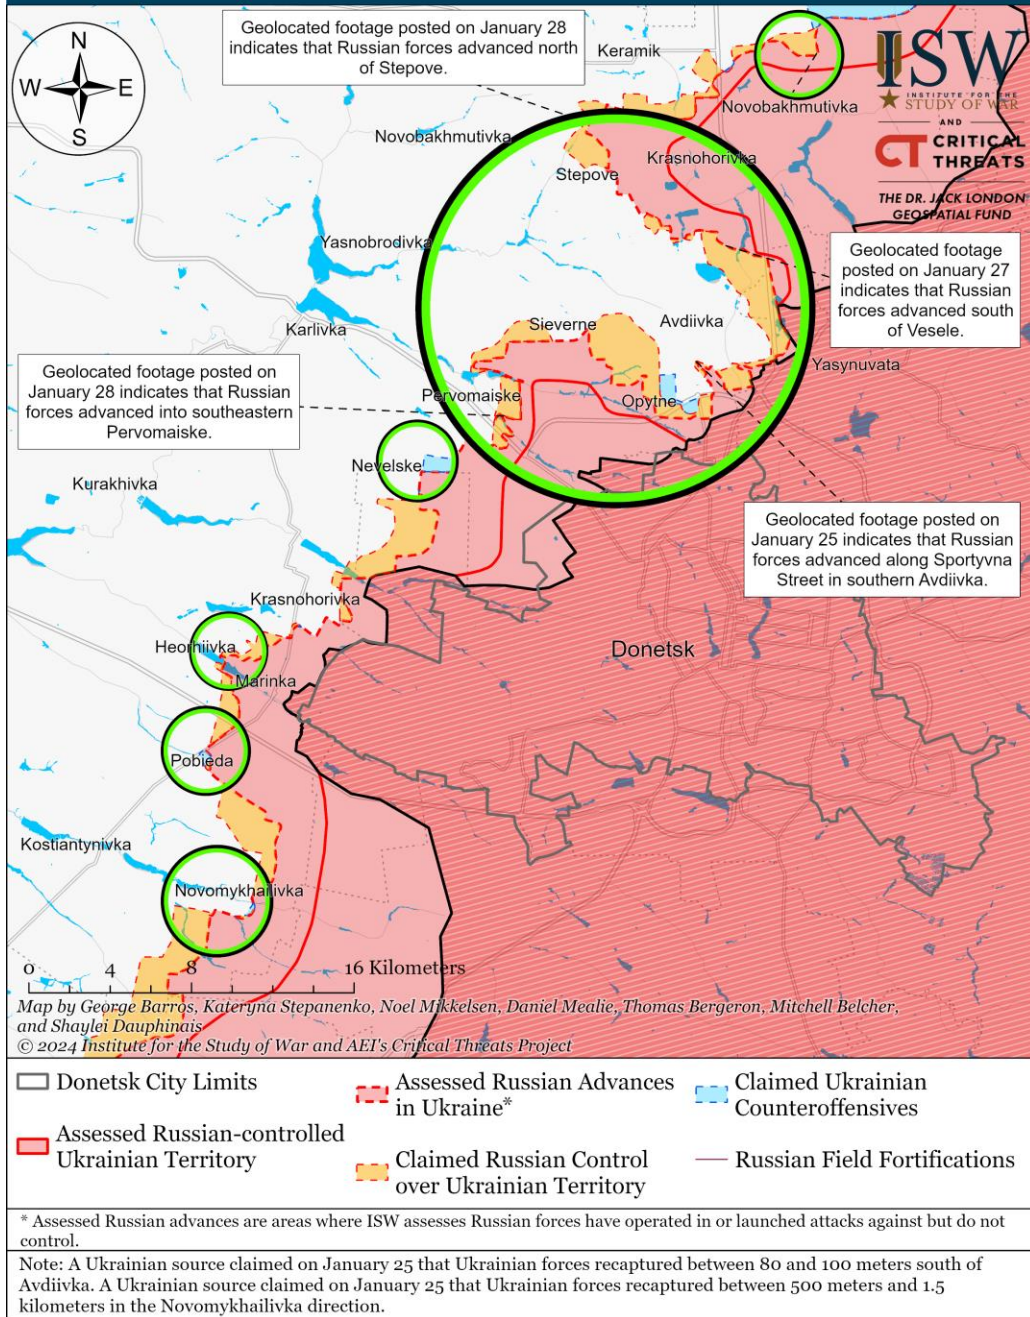 N
W
E
S
Geolocated footage posted on January 28
indicates that Russian forces advanced north
of Stepove.
Keramik
ISW
INSTITUTE FOR THE
STUDY OF WAR
AND
CT CRITICAL
THREATS
THE DR. JACK LONDON
GEOSPATIAL FUND
Novobakhmutivka
Novobakhmutivka
Krasnohorivka
Stepove
Yasnobrodivka
Geolocated footage
posted on January 27
indicates that Russian
forces advanced south
of Vesele.
Karlivka
Sieverne
Avdiivka
Yasynuvata
Geolocated footage posted on
January 28 indicates that Russian
forces advanced into southeastern
Pervomaiske.
Pervomaiske
Opytne
Nevelske
Kurakhivka
Geolocated footage posted on
January 25 indicates that Russian
forces advanced along Sportyvna
Street in southern Avdiivka.
Krasnohorivka
Heorhiivka
Donetsk
Marinka
Pobieda
Kostiantynivka
Novomykhailivka
0 4 8 16 Kilometers
Map by George Barros, Kateryna Stepanenko, Noel Mikkelsen, Daniel Mealie, Thomas Bergeron, Mitchell Belcher,
and Shaylei Dauphinais
© 2024 Institute for the Study of War and AEI's Critical Threats Project
Donetsk City Limits
Assessed Russian-controlled
Ukrainian Territory
Assessed Russian Advances
in Ukraine*
Claimed Russian Control
over Ukrainian Territory
Claimed Ukrainian
Counteroffensives
Russian Field Fortifications
* Assessed Russian advances are areas where ISW assesses Russian forces have operated in or launched attacks against but do not
control.
Note: A Ukrainian source claimed on January 25 that Ukrainian forces recaptured between 80 and 100 meters south of
Avdiivka. A Ukrainian source claimed on January 25 that Ukrainian forces recaptured between 500 meters and 1.5
kilometers in the Novomykhailivka direction.